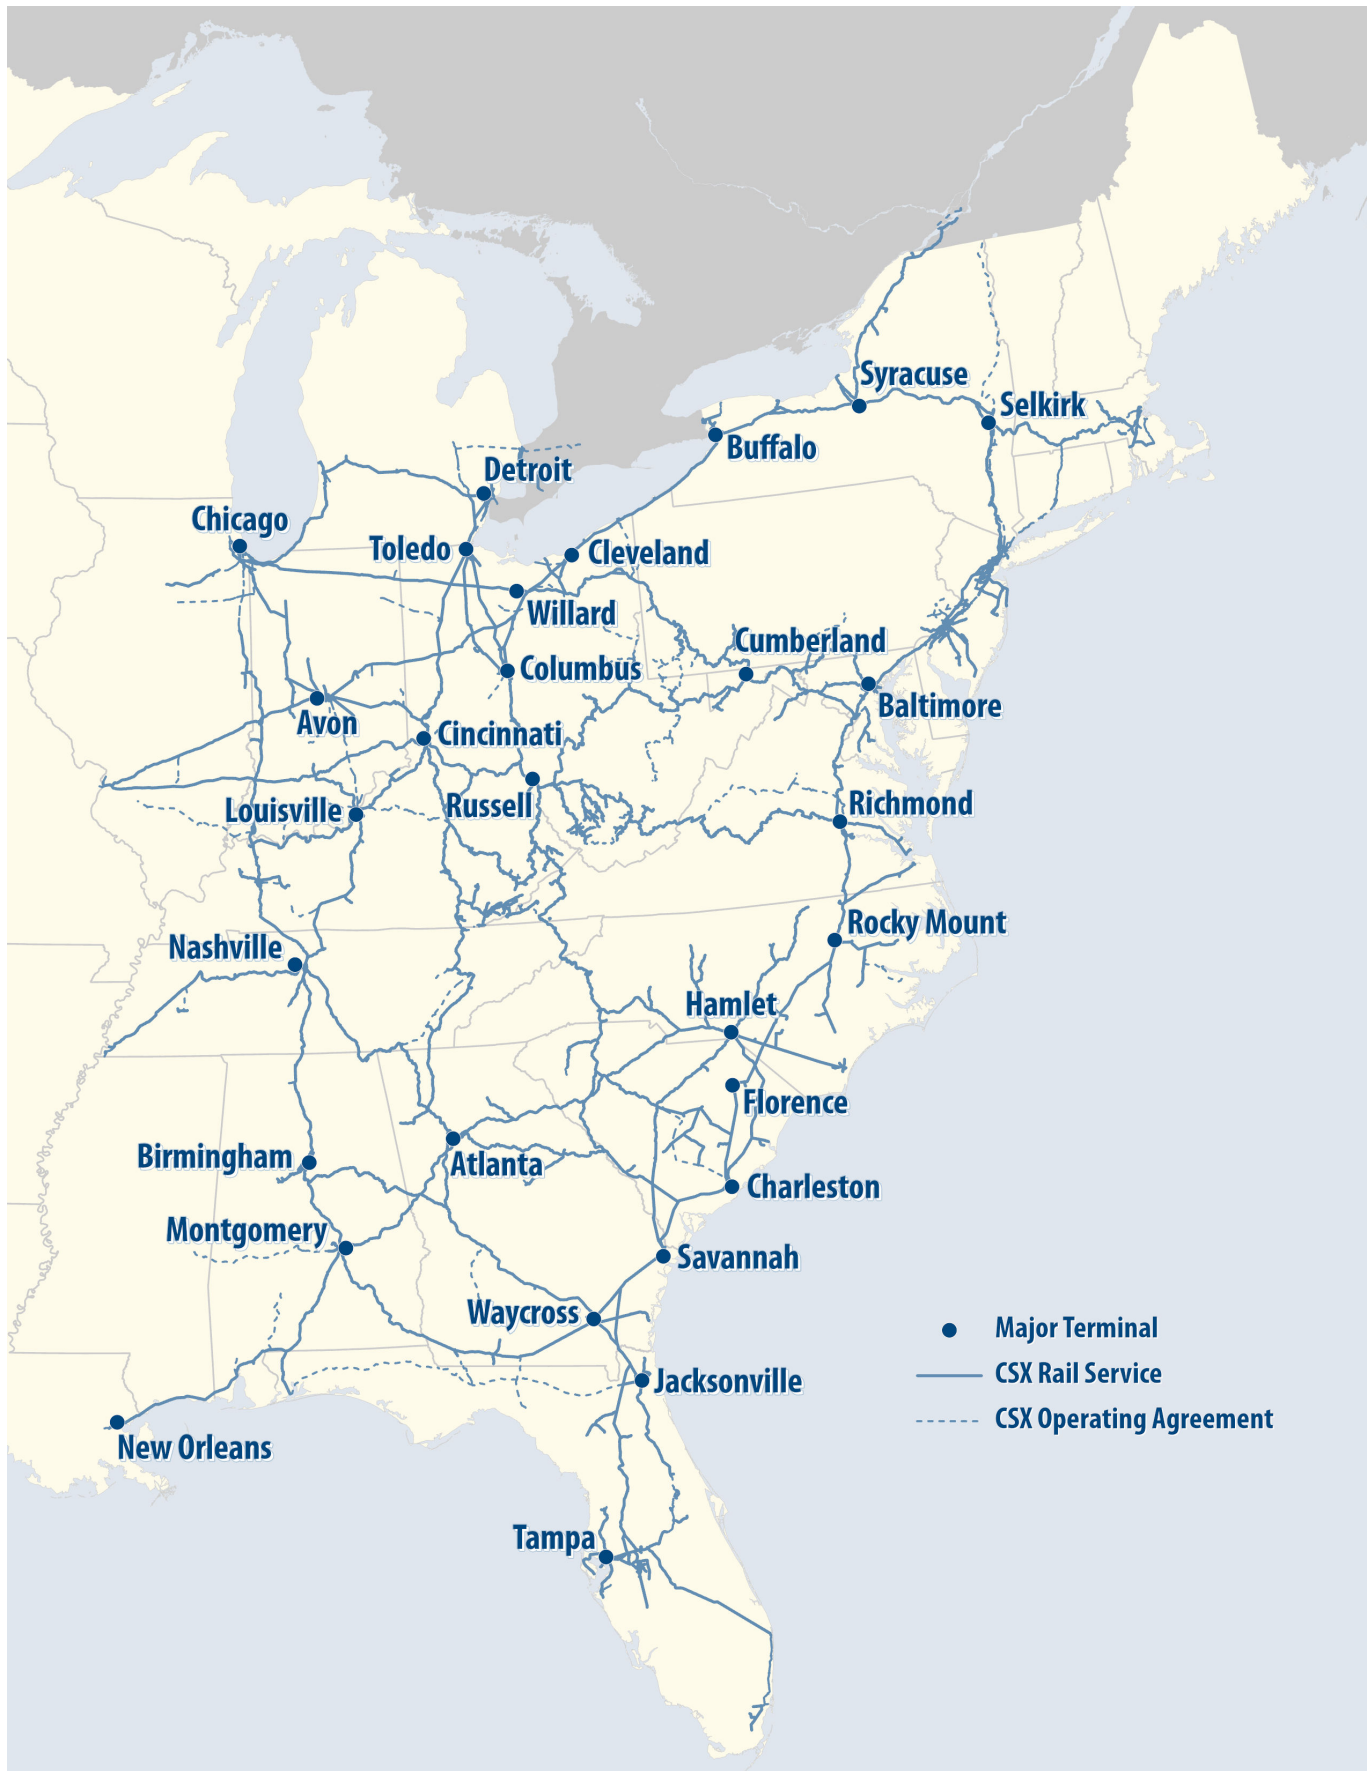 Syracuse
Selkirk
Buffalo
Detroit
Chicago
Toledo
Cleveland
Willard
Cumberland
Columbus
Baltimore
Avon
Cincinnati
Russell
Richmond
Louisville
Rocky Mount
Nashville
Hamlet
Florence
Birmingham
Atlanta
Charleston
Montgomery
Savannah
Waycross
Major Terminal
CSX Rail Service
Jacksonville
CSX Operating Agreement
New Orleans
Tampa